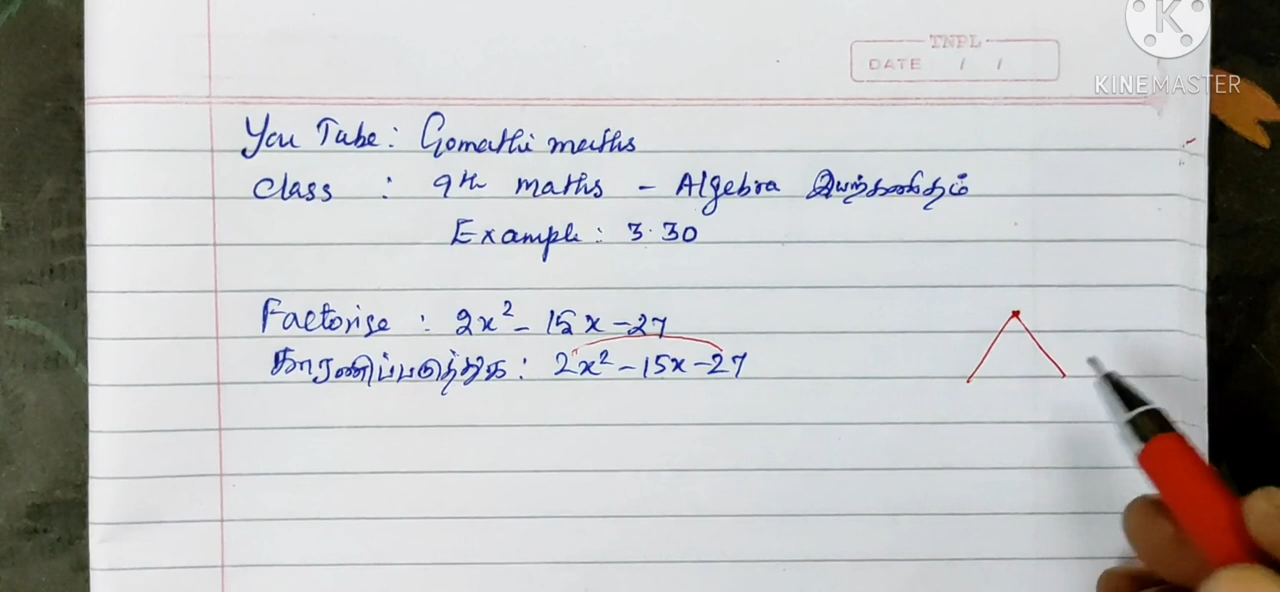 TNPL
DATE / /
K
KINEMASTER
You Tube : Gomathi maths
class : 9th maths - Algebra இயற்கணிதம்
Example : 3.30
Factorise : 2x² - 15x - 27
காரணிப்படுத்துக : 2x² - 15x - 27